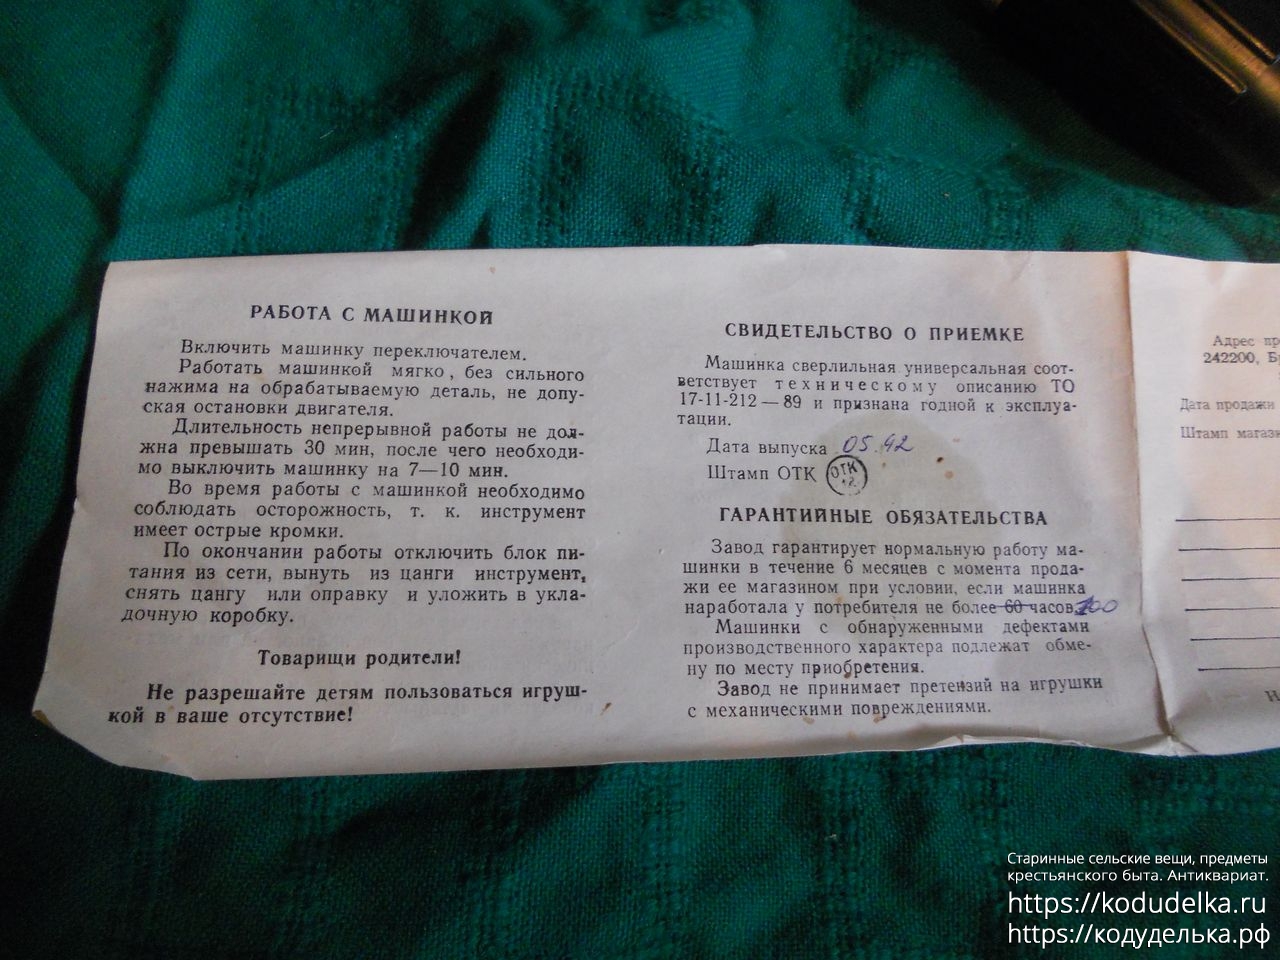 РАБОТА С МАШИНКОЙ
Включить машинку переключателем.
Работать машинкой мягко, без сильного
нажима на обрабатываемую деталь, не допу-
ская остановки двигателя.
Длительность непрерывной работы не дол-
жна превышать 30 мин, после чего необходи-
мо выключить машинку на 7—10 мин.
Во время работы с машинкой необходимо
соблюдать осторожность, т. к. инструмент
имеет острые кромки.
По окончании работы отключить блок пи-
тания из сети, вынуть из цанги инструмент,
снять цангу или оправку и уложить в укла-
дочную коробку.
Товарищи родители!
Не разрешайте детям пользоваться игруш-
кой в ваше отсутствие!
СВИДЕТЕЛЬСТВО О ПРИЕМКЕ
Машинка сверлильная универсальная соот-
ветствует техническому описанию ТО
17-11-212—89 и признана годной к эксплуа-
тации.
Дата выпуска 05.92
Штамп ОТК ОТК
ГАРАНТИЙНЫЕ ОБЯЗАТЕЛЬСТВА
Завод гарантирует нормальную работу ма-
шинки в течение 6 месяцев с момента прода-
жи ее магазином при условии, если машинка
наработала у потребителя не более 60 часов. 100
Машинки с обнаруженными дефектами
производственного характера подлежат обме-
ну по месту приобретения.
Завод не принимает претензий на игрушки
с механическими повреждениями.
Адрес пр
242200, Б
Дата продажи
Штамп магаз
Старинные сельские вещи, предметы
крестьянского быта. Антиквариат.
https://kodudelka.ru
https://кодуделька.рф